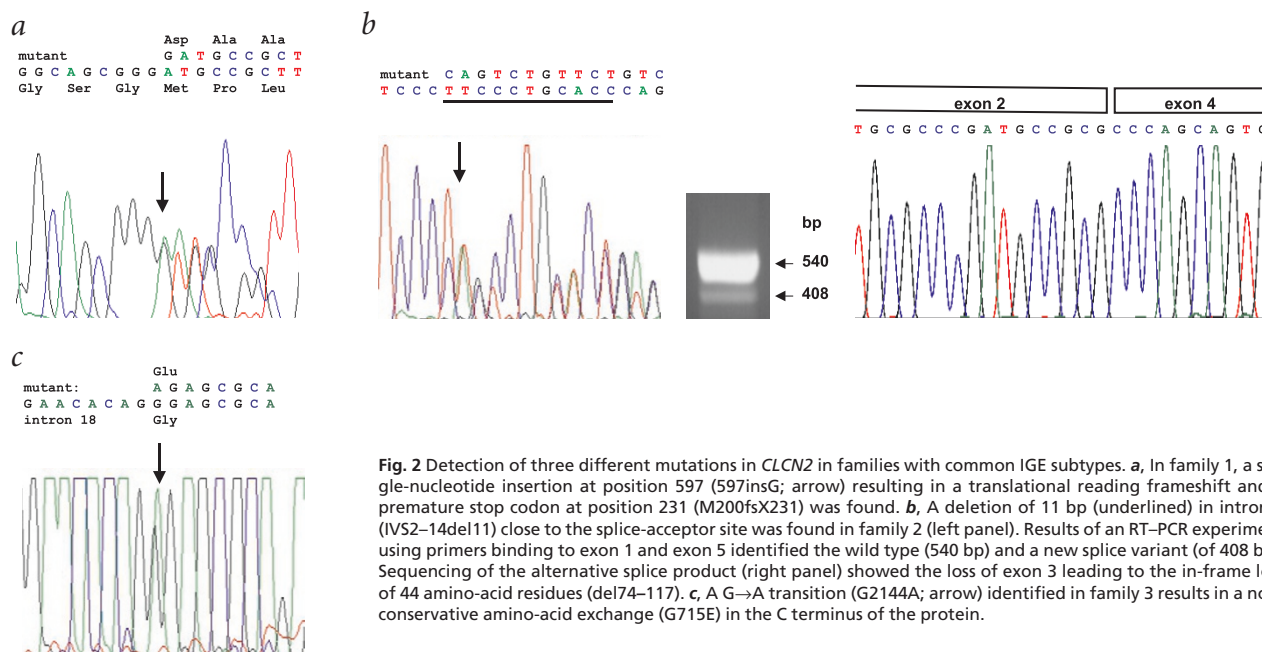 a
Asp Ala Ala
mutant G A T G C C G C T
G G C A G C G G G A T G C C G C T T
Gly Ser Gly Met Pro Leu
b
mutant C A G T C T G T T C T G T C
T C C C T T C C C T G C A C C C A G
bp
540
408
exon 2 exon 4
T G C G C C C G A T G C C G C G C C C A G C A G T G
c
Glu
mutant: A G A G C G C A
G A A C A C A G G G A G C G C A
intron 18 Gly
Fig. 2 Detection of three different mutations in CLCN2 in families with common IGE subtypes. a, In family 1, a s
gle-nucleotide insertion at position 597 (597insG; arrow) resulting in a translational reading frameshift and
premature stop codon at position 231 (M200fsX231) was found. b, A deletion of 11 bp (underlined) in intron
(IVS2–14del11) close to the splice-acceptor site was found in family 2 (left panel). Results of an RT–PCR experime
using primers binding to exon 1 and exon 5 identified the wild type (540 bp) and a new splice variant (of 408 b
Sequencing of the alternative splice product (right panel) showed the loss of exon 3 leading to the in-frame l
of 44 amino-acid residues (del74–117). c, A G→A transition (G2144A; arrow) identified in family 3 results in a no
conservative amino-acid exchange (G715E) in the C terminus of the protein.